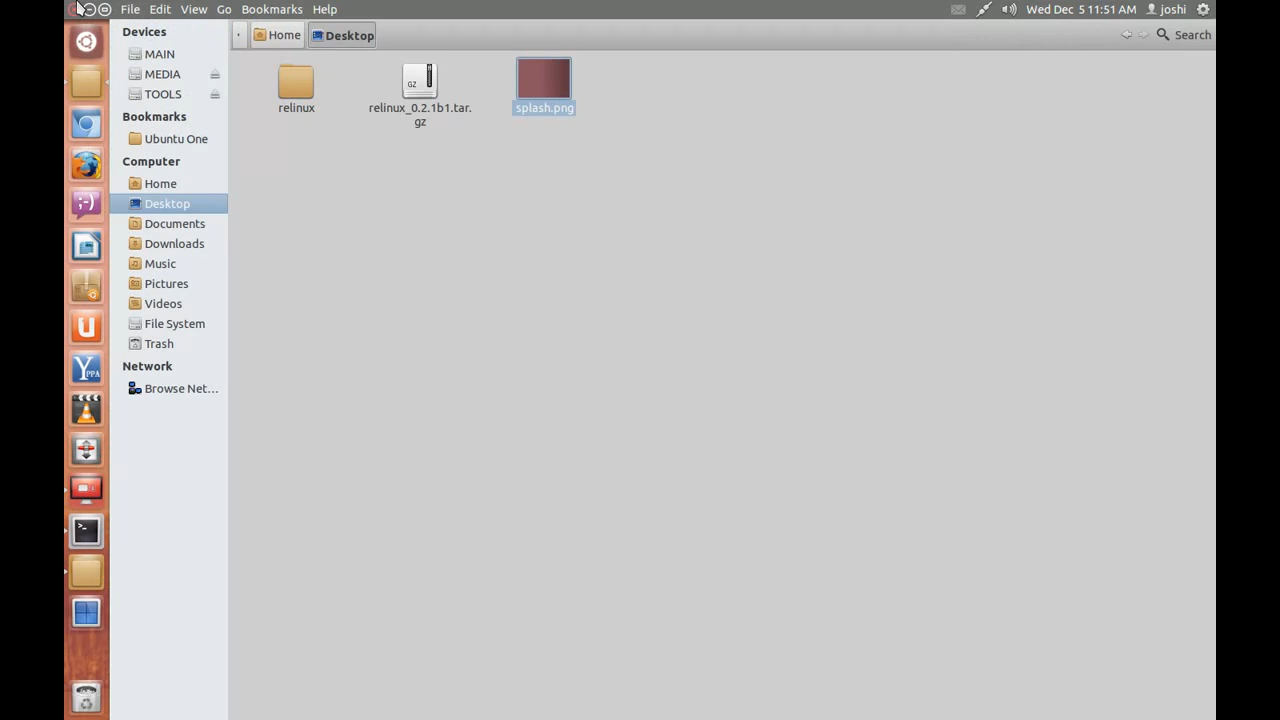 File Edit View Go Bookmarks Help
Wed Dec 5 11:51 AM joshi
Devices
MAIN
MEDIA
TOOLS
Bookmarks
Ubuntu One
Computer
Home
Desktop
Documents
Downloads
Music
Pictures
Videos
File System
Trash
Network
Browse Net...
Home Desktop
Search
relinux
GZ
relinux_0.2.1b1.tar.
gz
splash.png
;-)
u
Y PPA
>_